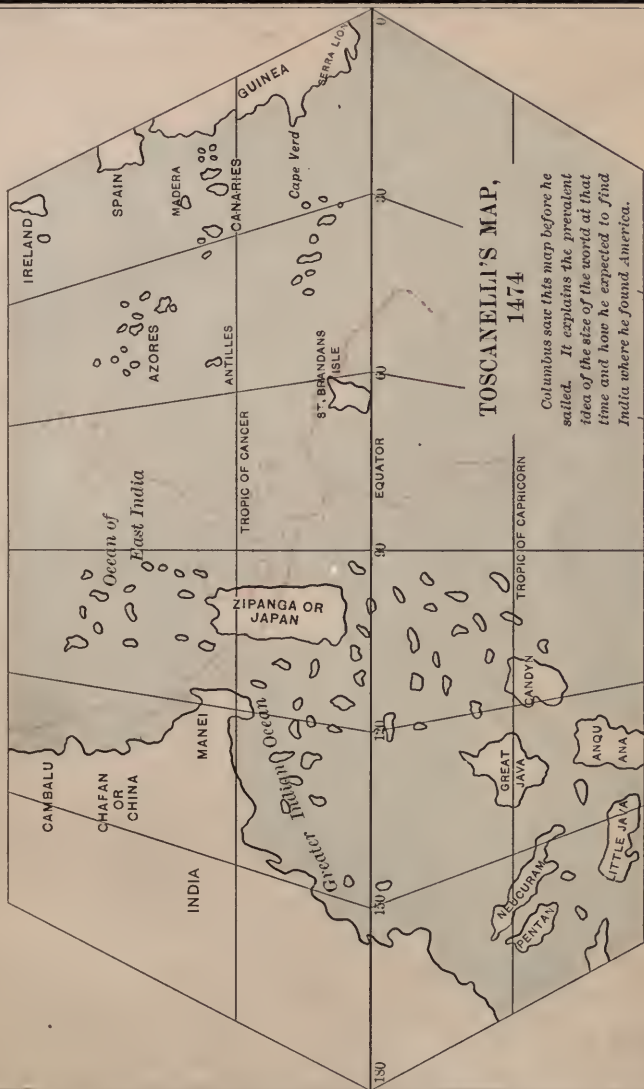 CAMBALU
CHAFAN
OR
CHINA
INDIA
MANEI
Ocean of
East India
TROPIC OF CANCER
ZIPANGA OR
JAPAN
Greater Indian Ocean
IRELAND
SPAIN
AZORES
MADERA
CANARIES
ANTILLES
GUINEA
SERRA LION
Cape Verd
ST. BRANDANS
ISLE
180
150
120
90
EQUATOR
60
30
0
TROPIC OF CAPRICORN
NEUCURAM
PENTAN
GREAT
JAVA
LITTLE JAVA
CANDYN
ANQU
ANA
TOSCANELLI'S MAP,
1474
Columbus saw this map before he
sailed. It explains the prevalent
idea of the size of the world at that
time and how he expected to find
India where he found America.